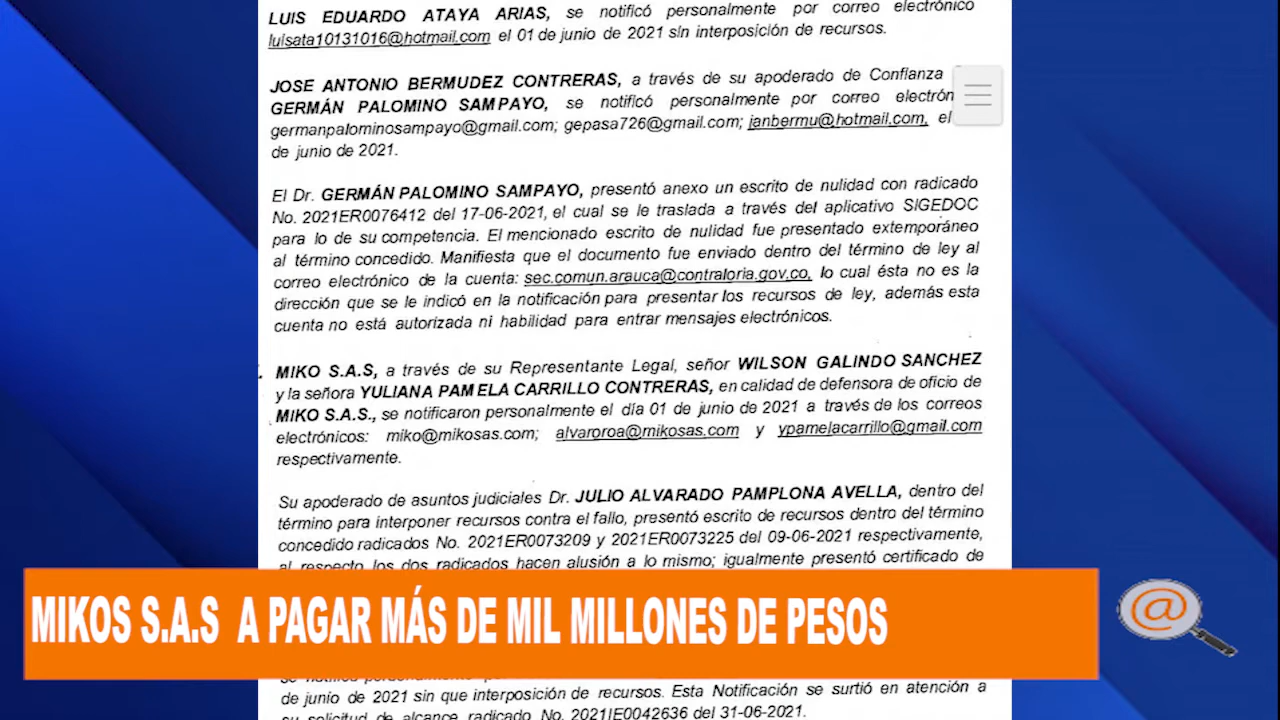 LUIS EDUARDO ATAYA ARIAS, se notificó personalmente por correo electrónico
luisata10131016@hotmail.com el 01 de junio de 2021 sin interposición de recursos.
JOSE ANTONIO BERMUDEZ CONTRERAS, a través de su apoderado de Confianza
GERMÁN PALOMINO SAMPAYO, se notificó personalmente por correo electrón
germanpalominosampayo@gmail.com; gepasa726@gmail.com; janbermu@hotmail.com, el
de junio de 2021.
El Dr. GERMÁN PALOMINO SAMPAYO, presentó anexo un escrito de nulidad con radicado
No. 2021ER0076412 del 17-06-2021, el cual se le traslada a través del aplicativo SIGEDOC
para lo de su competencia. El mencionado escrito de nulidad fue presentado extemporáneo
al término concedido. Manifiesta que el documento fue enviado dentro del término de ley al
correo electrónico de la cuenta: sec.comun.arauca@contraloria.gov.co, lo cual ésta no es la
dirección que se le indicó en la notificación para presentar los recursos de ley, además esta
cuenta no está autorizada ni habilidad para entrar mensajes electrónicos.
MIKO S.A.S, a través de su Representante Legal, señor WILSON GALINDO SANCHEZ
y la señora YULIANA PAMELA CARRILLO CONTRERAS, en calidad de defensora de oficio de
MIKO S.A.S., se notificaron personalmente el día 01 de junio de 2021 a través de los correos
electrónicos: miko@mikosas.com; alvaroroa@mikosas.com y ypamelacarrillo@gmail.com
respectivamente.
Su apoderado de asuntos judiciales Dr. JULIO ALVARADO PAMPLONA AVELLA, dentro del
término para interponer recursos contra el fallo, presentó escrito de recursos dentro del término
concedido radicados No. 2021ER0073209 y 2021ER0073225 del 09-06-2021 respectivamente,
al respecto los dos radicados hacen alusión a lo mismo; igualmente presentó certificado de
MIKOS S.A.S A PAGAR MÁS DE MIL MILLONES DE PESOS
@
se notificó personalmente
de junio de 2021 sin que interposición de recursos. Esta Notificación se surtió en atención a
su solicitud de alcance radicado No. 2021IE0042636 del 31-06-2021.